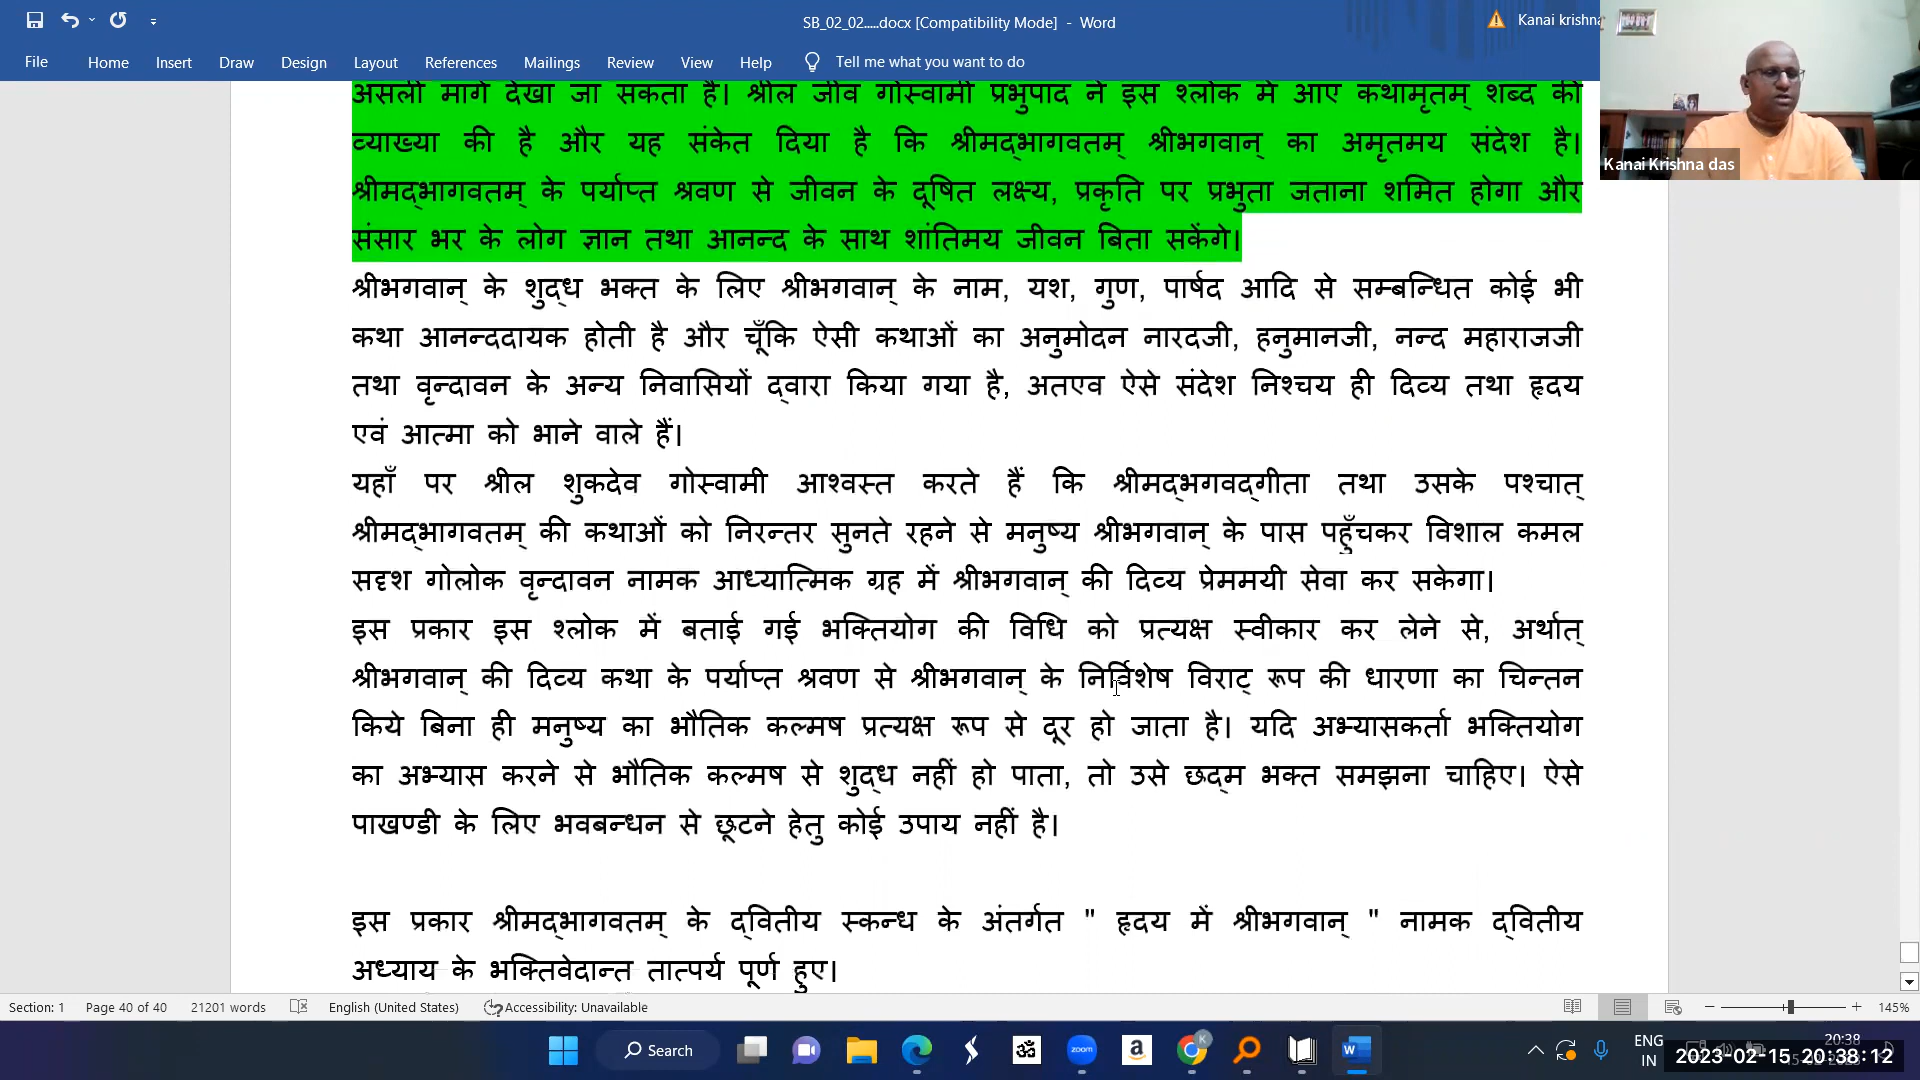 SB_02_02.....docx [Compatibility Mode] - Word
Kanai krishna
File Home Insert Draw Design Layout References Mailings Review View Help Tell me what you want to do
Kanai Krishna das
असली मार्ग देखा जा सकता है। श्रील जीव गोस्वामी प्रभुपाद ने इस श्लोक में आए कथामृतम् शब्द की
व्याख्या की है और यह संकेत दिया है कि श्रीमद्भागवतम् श्रीभगवान् का अमृतमय संदेश है।
श्रीमद्भागवतम् के पर्याप्त श्रवण से जीवन के दूषित लक्ष्य, प्रकृति पर प्रभुता जताना शमित होगा और
संसार भर के लोग ज्ञान तथा आनन्द के साथ शांतिमय जीवन बिता सकेंगे।
श्रीभगवान् के शुद्ध भक्त के लिए श्रीभगवान् के नाम, यश, गुण, पार्षद आदि से सम्बन्धित कोई भी
कथा आनन्ददायक होती है और चूँकि ऐसी कथाओं का अनुमोदन नारदजी, हनुमानजी, नन्द महाराजजी
तथा वृन्दावन के अन्य निवासियों द्वारा किया गया है, अतएव ऐसे संदेश निश्चय ही दिव्य तथा हृदय
एवं आत्मा को भाने वाले हैं।
यहाँ पर श्रील शुकदेव गोस्वामी आश्वस्त करते हैं कि श्रीमद्भगवद्गीता तथा उसके पश्चात्
श्रीमद्भागवतम् की कथाओं को निरन्तर सुनते रहने से मनुष्य श्रीभगवान् के पास पहुँचकर विशाल कमल
सदृश गोलोक वृन्दावन नामक आध्यात्मिक ग्रह में श्रीभगवान् की दिव्य प्रेममयी सेवा कर सकेगा।
इस प्रकार इस श्लोक में बताई गई भक्तियोग की विधि को प्रत्यक्ष स्वीकार कर लेने से, अर्थात्
श्रीभगवान् की दिव्य कथा के पर्याप्त श्रवण से श्रीभगवान् के निर्विशेष विराट् रूप की धारणा का चिन्तन
किये बिना ही मनुष्य का भौतिक कल्मष प्रत्यक्ष रूप से दूर हो जाता है। यदि अभ्यासकर्ता भक्तियोग
का अभ्यास करने से भौतिक कल्मष से शुद्ध नहीं हो पाता, तो उसे छद्म भक्त समझना चाहिए। ऐसे
पाखण्डी के लिए भवबन्धन से छूटने हेतु कोई उपाय नहीं है।
इस प्रकार श्रीमद्भागवतम् के द्वितीय स्कन्ध के अंतर्गत " हृदय में श्रीभगवान् " नामक द्वितीय
अध्याय के भक्तिवेदान्त तात्पर्य पूर्ण हुए।
Section: 1 Page 40 of 40 21201 words English (United States) Accessibility: Unavailable 145%
Search zoom ॐ a K ENG 20:38
IN 2023-02-15 20:38:12